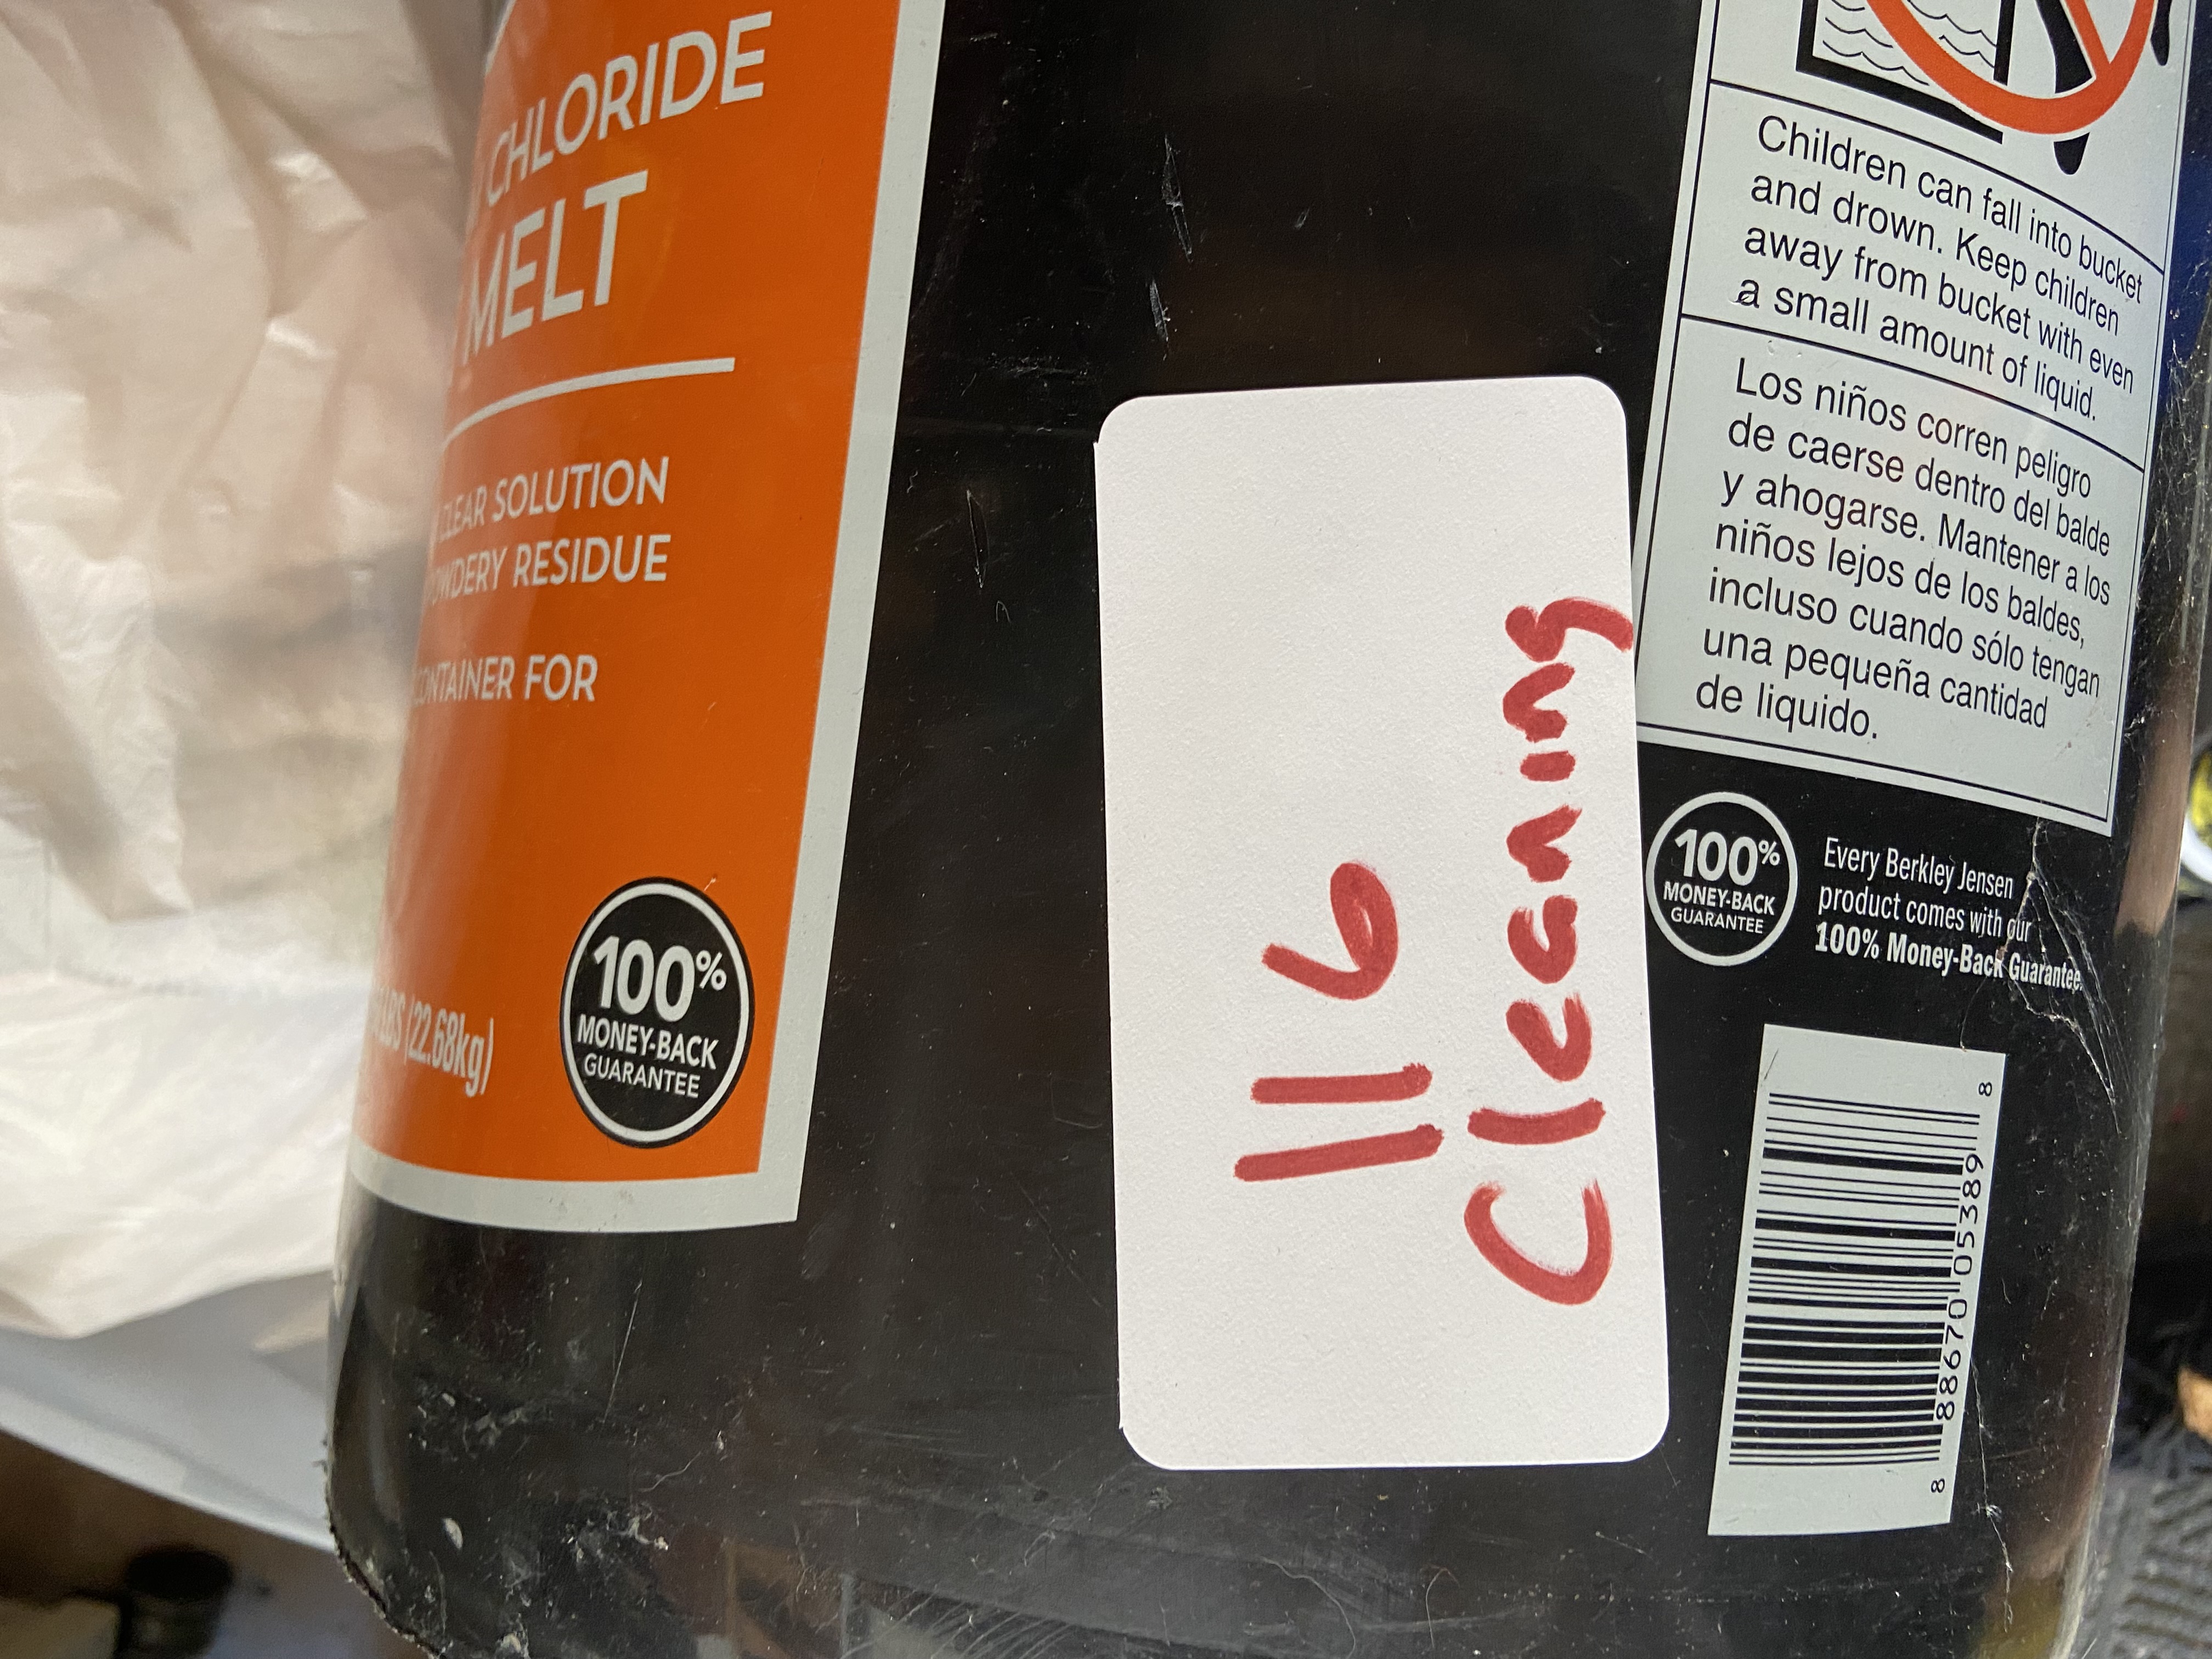 CHLORIDE
MELT
CLEAR SOLUTION
POWDERY RESIDUE
CONTAINER FOR
LBS (22.68kg)
100%
MONEY-BACK
GUARANTEE
116
Cleaning
Children can fall into bucket
and drown. Keep children
away from bucket with even
a small amount of liquid.
Los niños corren peligro
de caerse dentro del balde
y ahogarse. Mantener a los
niños lejos de los baldes,
incluso cuando sólo tengan
una pequeña cantidad
de liquido.
100%
MONEY-BACK
GUARANTEE
Every Berkley Jensen
product comes with our
100% Money-Back Guarantee.
8 88670 05389 8